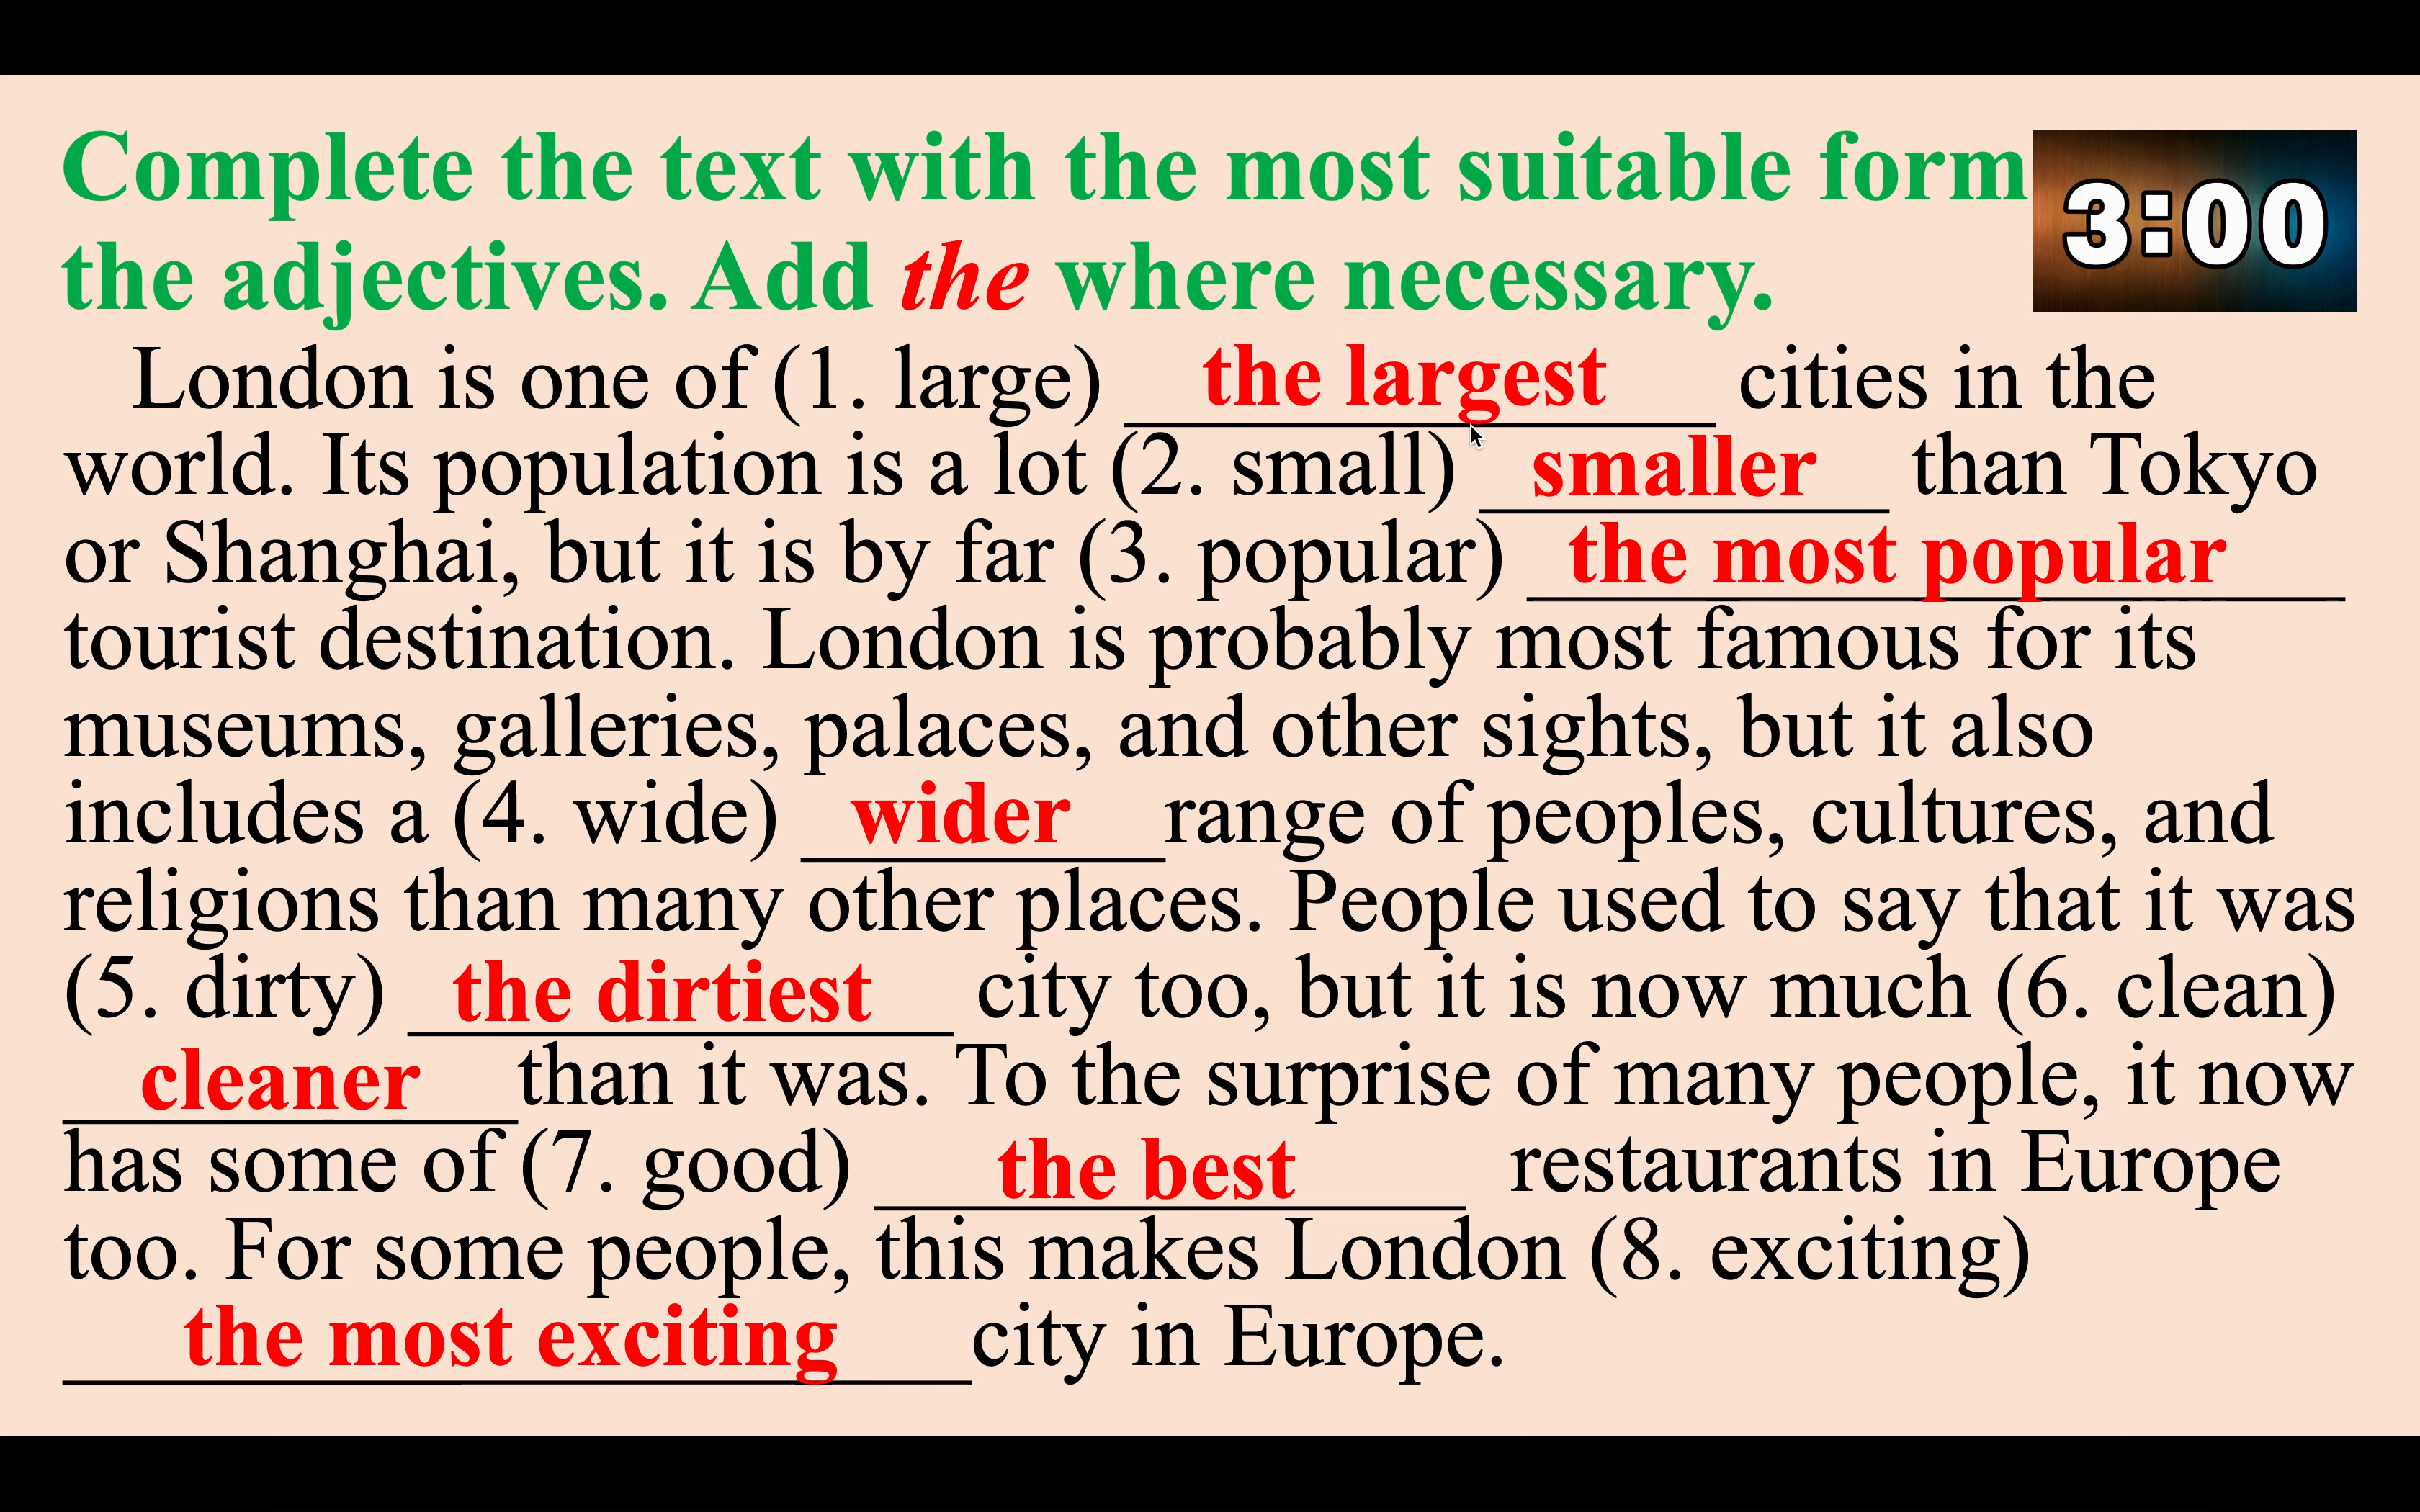 Complete the text with the most suitable form
3:00
the adjectives. Add the where necessary.
London is one of (1. large) the largest cities in the
world. Its population is a lot (2. small) smaller than Tokyo
or Shanghai, but it is by far (3. popular) the most popular
tourist destination. London is probably most famous for its
museums, galleries, palaces, and other sights, but it also
includes a (4. wide) wider range of peoples, cultures, and
religions than many other places. People used to say that it was
(5. dirty) the dirtiest city too, but it is now much (6. clean)
cleaner than it was. To the surprise of many people, it now
has some of (7. good) the best restaurants in Europe
too. For some people, this makes London (8. exciting)
the most exciting city in Europe.